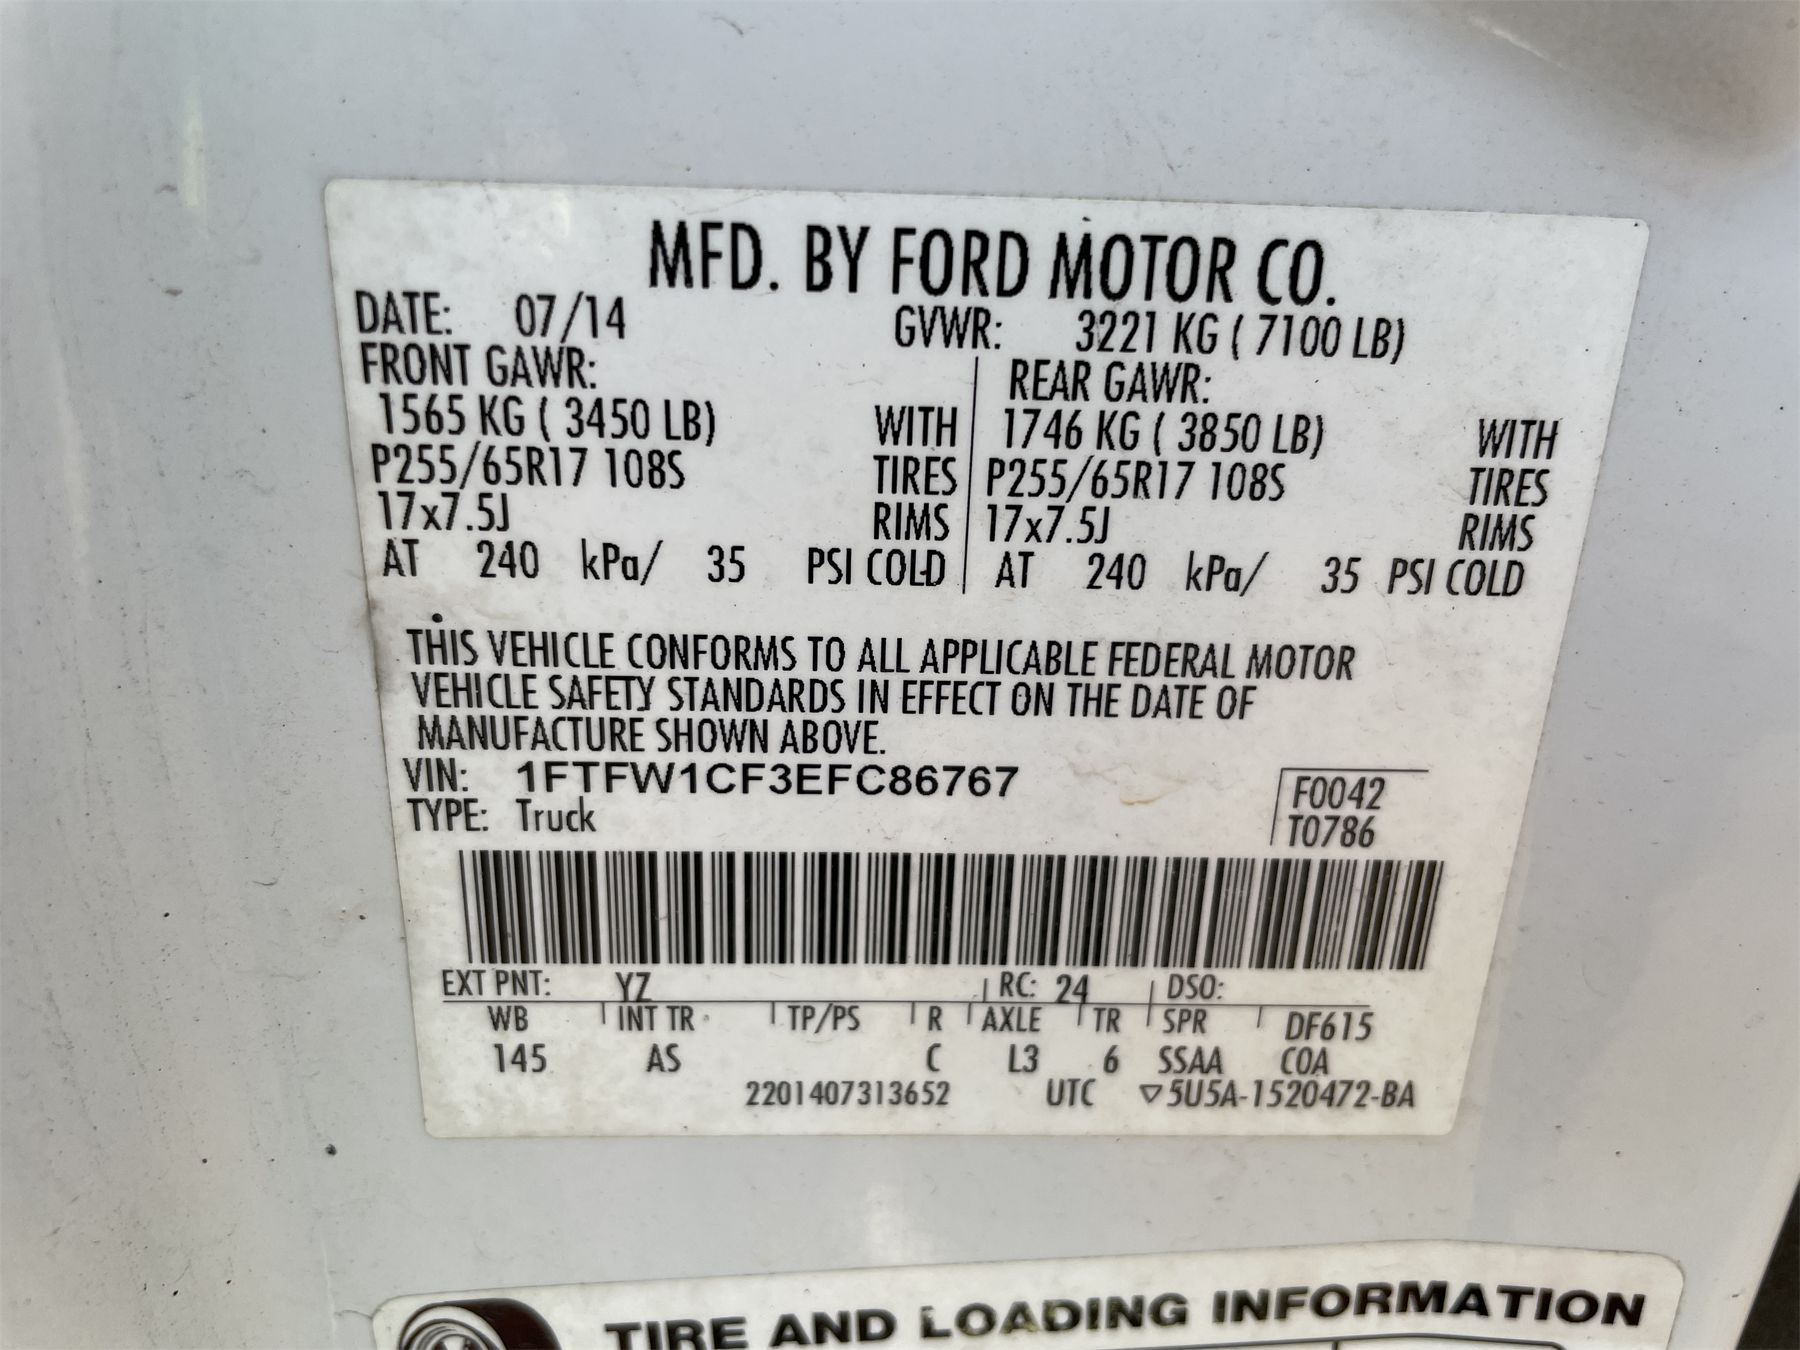 MFD. BY FORD MOTOR CO.
DATE: 07/14 GVWR: 3221 KG ( 7100 LB)
FRONT GAWR: REAR GAWR:
1565 KG ( 3450 LB) WITH 1746 KG ( 3850 LB) WITH
P255/65R17 108S TIRES P255/65R17 108S TIRES
17x7.5J RIMS 17x7.5J RIMS
AT 240 kPa/ 35 PSI COLD AT 240 kPa/ 35 PSI COLD
THIS VEHICLE CONFORMS TO ALL APPLICABLE FEDERAL MOTOR
VEHICLE SAFETY STANDARDS IN EFFECT ON THE DATE OF
MANUFACTURE SHOWN ABOVE.
VIN: 1FTFW1CF3EFC86767 F0042
TYPE: Truck T0786
EXT PNT: YZ RC: 24 DSO:
WB INT TR TP/PS R AXLE TR SPR DF615
145 AS C L3 6 SSAA COA
2201407313652 UTC ▽5U5A-1520472-BA
TIRE AND LOADING INFORMATION